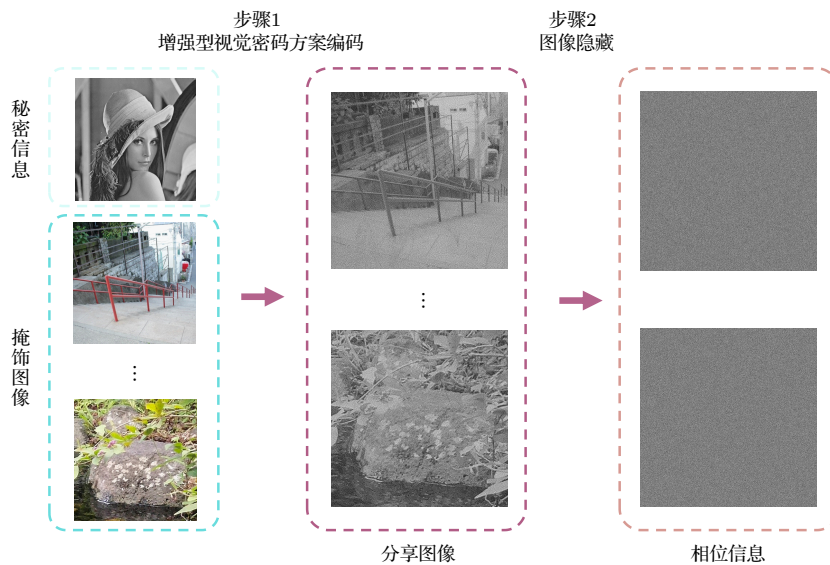 步骤1
增强型视觉密码方案编码
步骤2
图像隐藏
秘密信息
掩饰图像
分享图像
相位信息